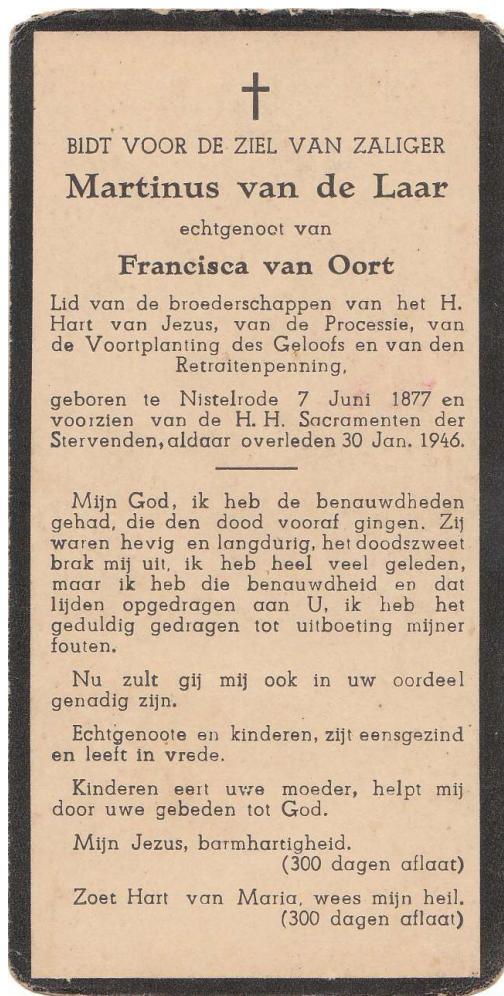 BIDT VOOR DE ZIEL VAN ZALIGER
Martinus van de Laar
echtgenoot van
Francisca van Oort
Lid van de broederschappen van het H.
Hart van Jezus, van de Processie, van
de Voortplanting des Geloofs en van den
Retraitenpenning,
geboren te Nistelrode 7 Juni 1877 en
voorzien van de H. H. Sacramenten der
Stervenden, aldaar overleden 30 Jan. 1946.
Mijn God, ik heb de benauwdheden
gehad, die den dood vooraf gingen. Zij
waren hevig en langdurig, het doodszweet
brak mij uit, ik heb heel veel geleden,
maar ik heb die benauwdheid en dat
lijden opgedragen aan U, ik heb het
geduldig gedragen tot uitboeting mijner
fouten.
Nu zult gij mij ook in uw oordeel
genadig zijn.
Echtgenoote en kinderen, zijt eensgezind
en leeft in vrede.
Kinderen eert uwe moeder, helpt mij
door uwe gebeden tot God.
Mijn Jezus, barmhartigheid.
(300 dagen aflaat)
Zoet Hart van Maria, wees mijn heil.
(300 dagen aflaat)